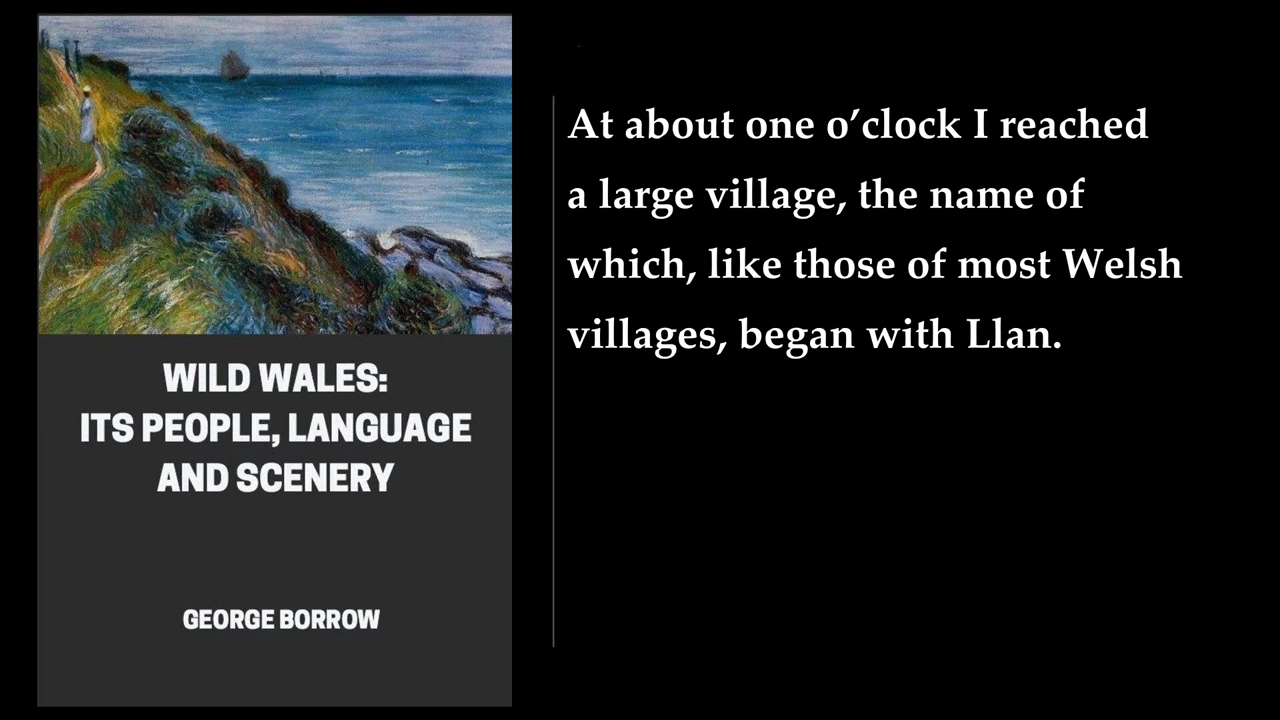 WILD WALES:
ITS PEOPLE, LANGUAGE
AND SCENERY
GEORGE BORROW
At about one o’clock I reached
a large village, the name of
which, like those of most Welsh
villages, began with Llan.